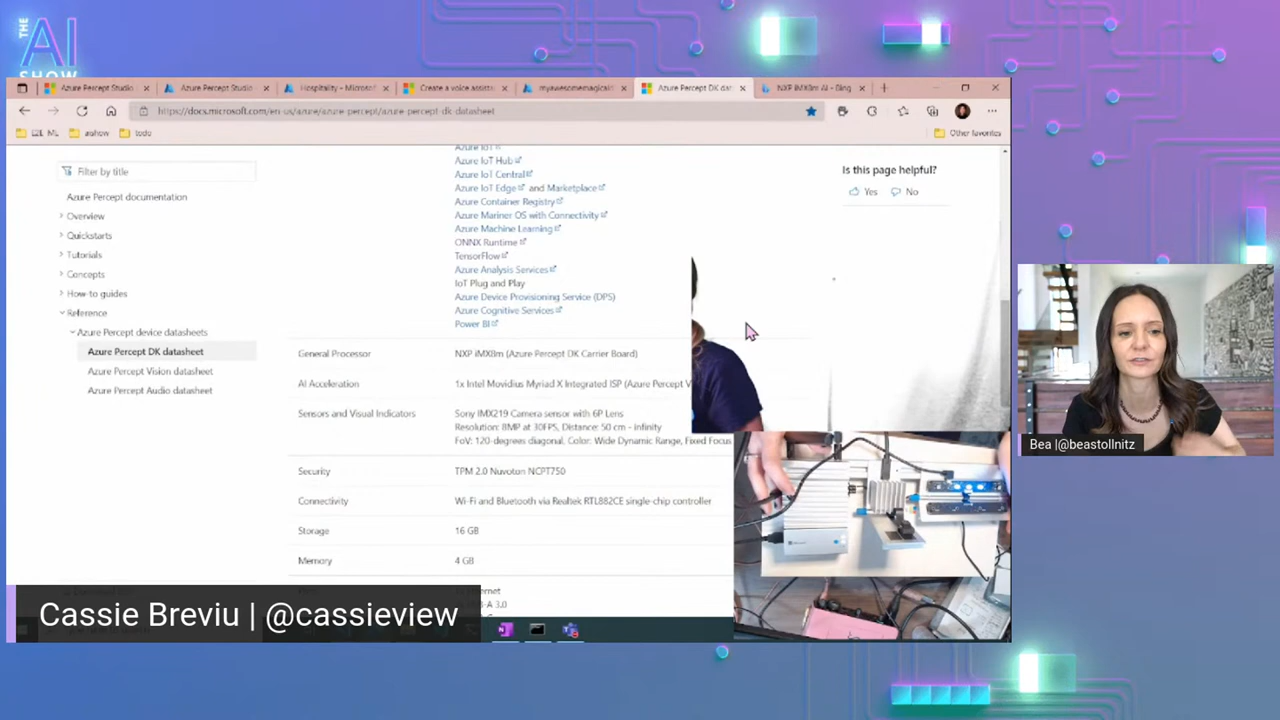 THE
AI
SHOW
Azure Percept Studio
Azure Percept Studio
Hospitality - Microsof
Create a voice assista
myawesomemagical
Azure Percept DK dat
NXP iMX8m AI - Bing
https://docs.microsoft.com/en-us/azure/azure-percept/azure-percept-dk-datasheet
E2E ML
aishow
todo
Other favorites
Filter by title
Azure Percept documentation
Overview
Quickstarts
Tutorials
Concepts
How-to guides
Reference
Azure Percept device datasheets
Azure Percept DK datasheet
Azure Percept Vision datasheet
Azure Percept Audio datasheet
Azure IoT
Azure IoT Hub
Azure IoT Central
Azure IoT Edge and Marketplace
Azure Container Registry
Azure Mariner OS with Connectivity
Azure Machine Learning
ONNX Runtime
TensorFlow
Azure Analysis Services
IoT Plug and Play
Azure Device Provisioning Service (DPS)
Azure Cognitive Services
Power BI
General Processor NXP iMX8m (Azure Percept DK Carrier Board)
AI Acceleration 1x Intel Movidius Myriad X Integrated ISP (Azure Percept V
Sensors and Visual Indicators Sony IMX219 Camera sensor with 6P Lens
Resolution: 8MP at 30FPS, Distance: 50 cm - infinity
FoV: 120-degrees diagonal, Color: Wide Dynamic Range, Fixed Focus
Security TPM 2.0 Nuvoton NCPT750
Connectivity Wi-Fi and Bluetooth via Realtek RTL882CE single-chip controller
Storage 16 GB
Memory 4 GB
Is this page helpful?
Yes No
Bea |@beastollnitz
Cassie Breviu | @cassieview